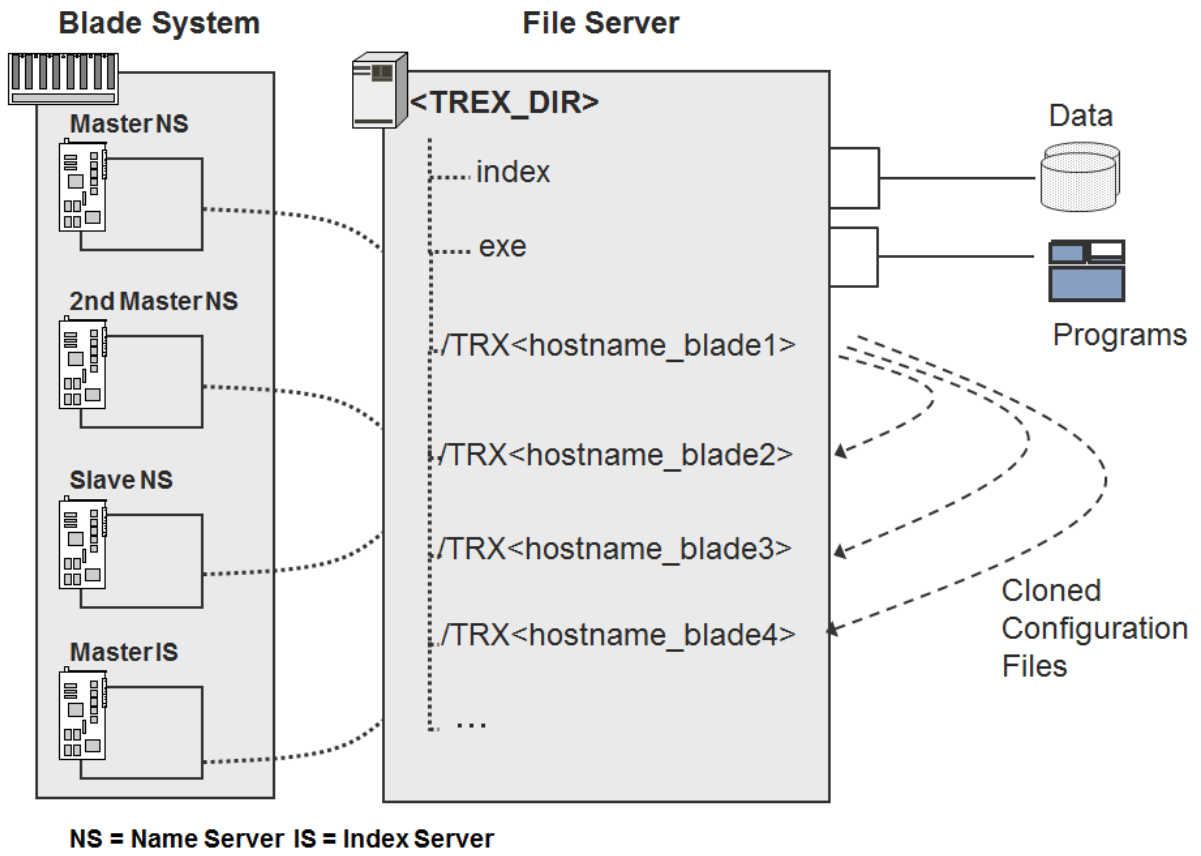 Blade System
File Server
<TREX_DIR>
Master NS
index
Data
exe
2nd Master NS
Programs
/TRX<hostname_blade1>
/TRX<hostname_blade2>
Slave NS
/TRX<hostname_blade3>
Cloned
Configuration
Files
/TRX<hostname_blade4>
Master IS
...
NS = Name Server IS = Index Server